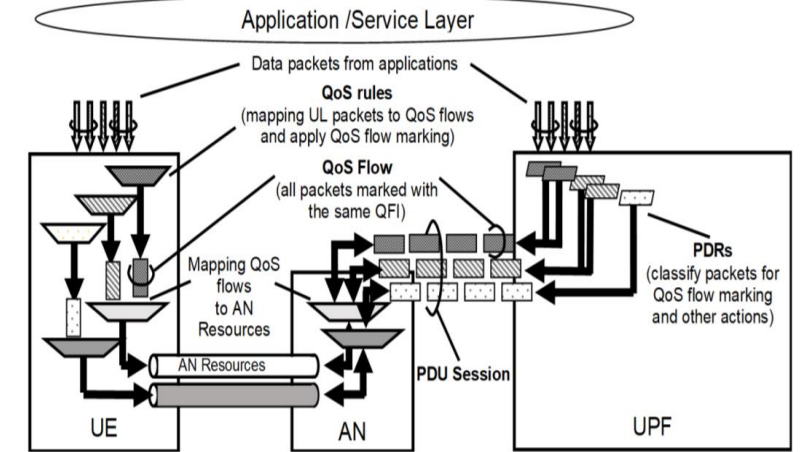 Application /Service Layer
Data packets from applications
QoS rules
(mapping UL packets to QoS flows
and apply QoS flow marking)
QoS Flow
(all packets marked with
the same QFI)
Mapping QoS
flows
to AN
Resources
PDRs
(classify packets for
QoS flow marking
and other actions)
AN Resources
PDU Session
UE
AN
UPF